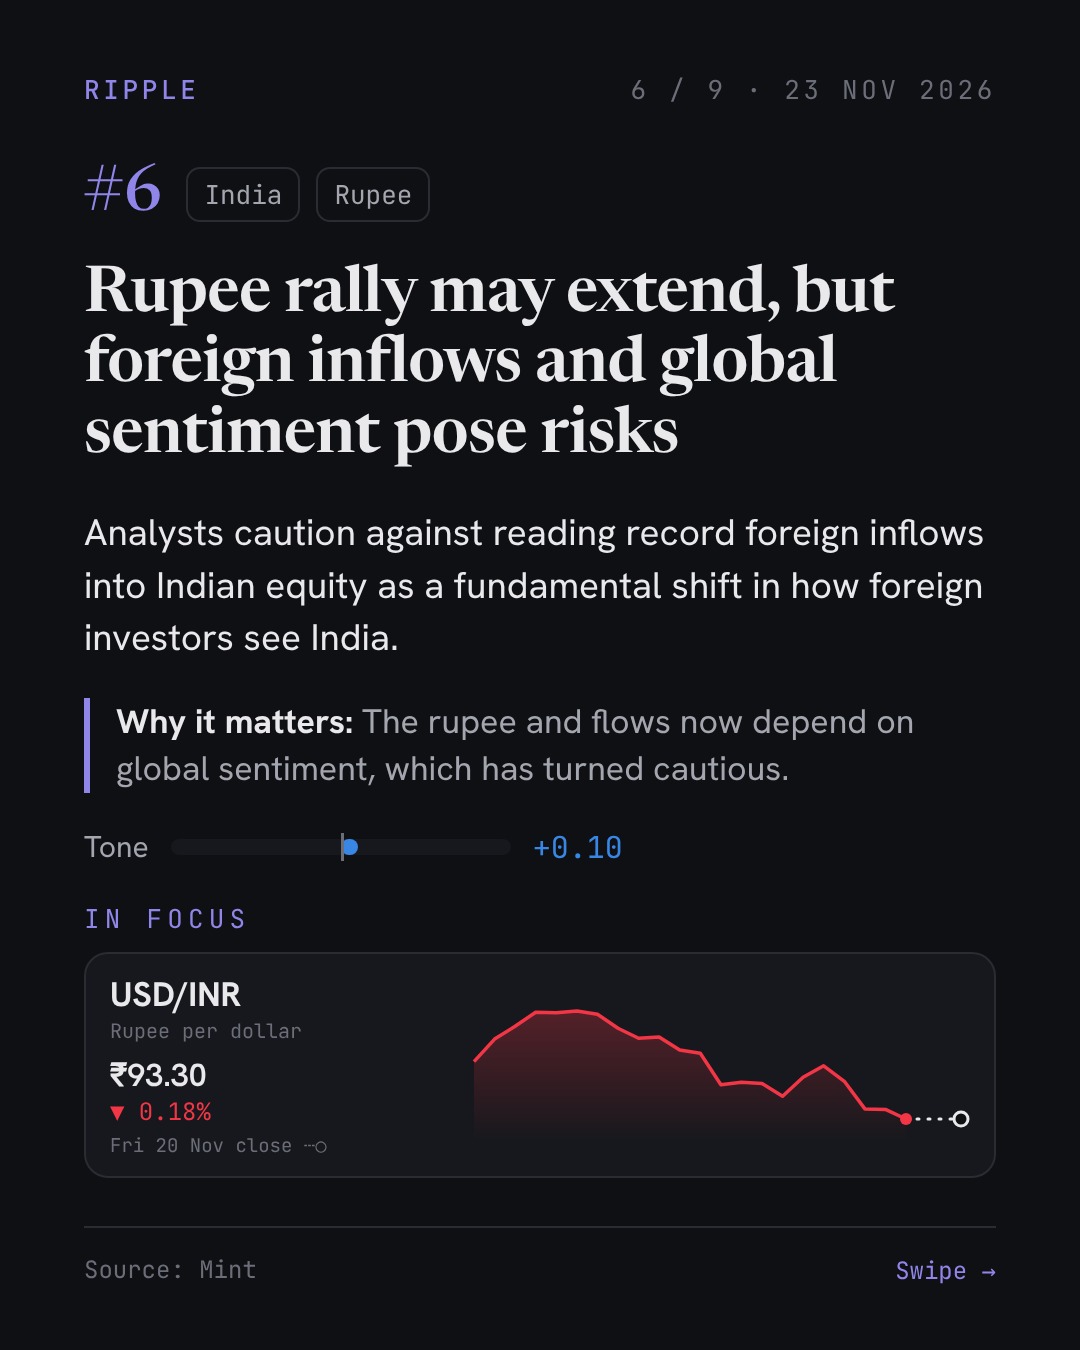 RIPPLE
6 / 9 · 23 NOV 2026
#6
India
Rupee
Rupee rally may extend, but
foreign inflows and global
sentiment pose risks
Analysts caution against reading record foreign inflows
into Indian equity as a fundamental shift in how foreign
investors see India.
Why it matters: The rupee and flows now depend on
global sentiment, which has turned cautious.
Tone
+0.10
IN FOCUS
USD/INR
Rupee per dollar
₹93.30
▼ 0.18%
Fri 20 Nov close
Source: Mint
Swipe →